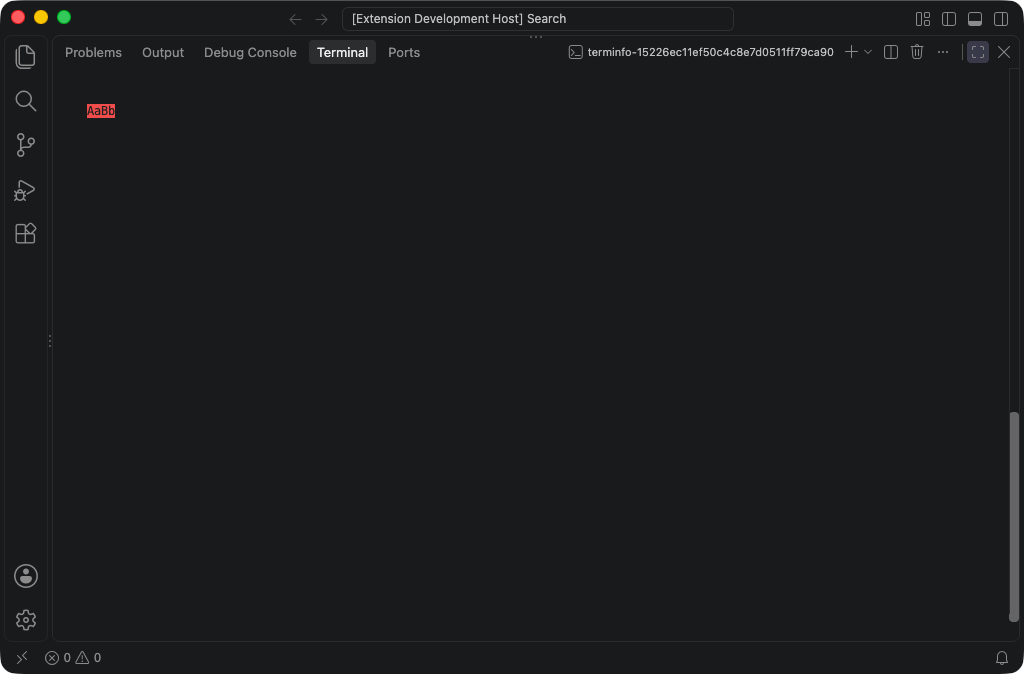 [Extension Development Host] Search
Problems Output Debug Console Terminal Ports terminfo-15226ec11ef50c4c8e7d0511ff79ca90
AaBb
0 0